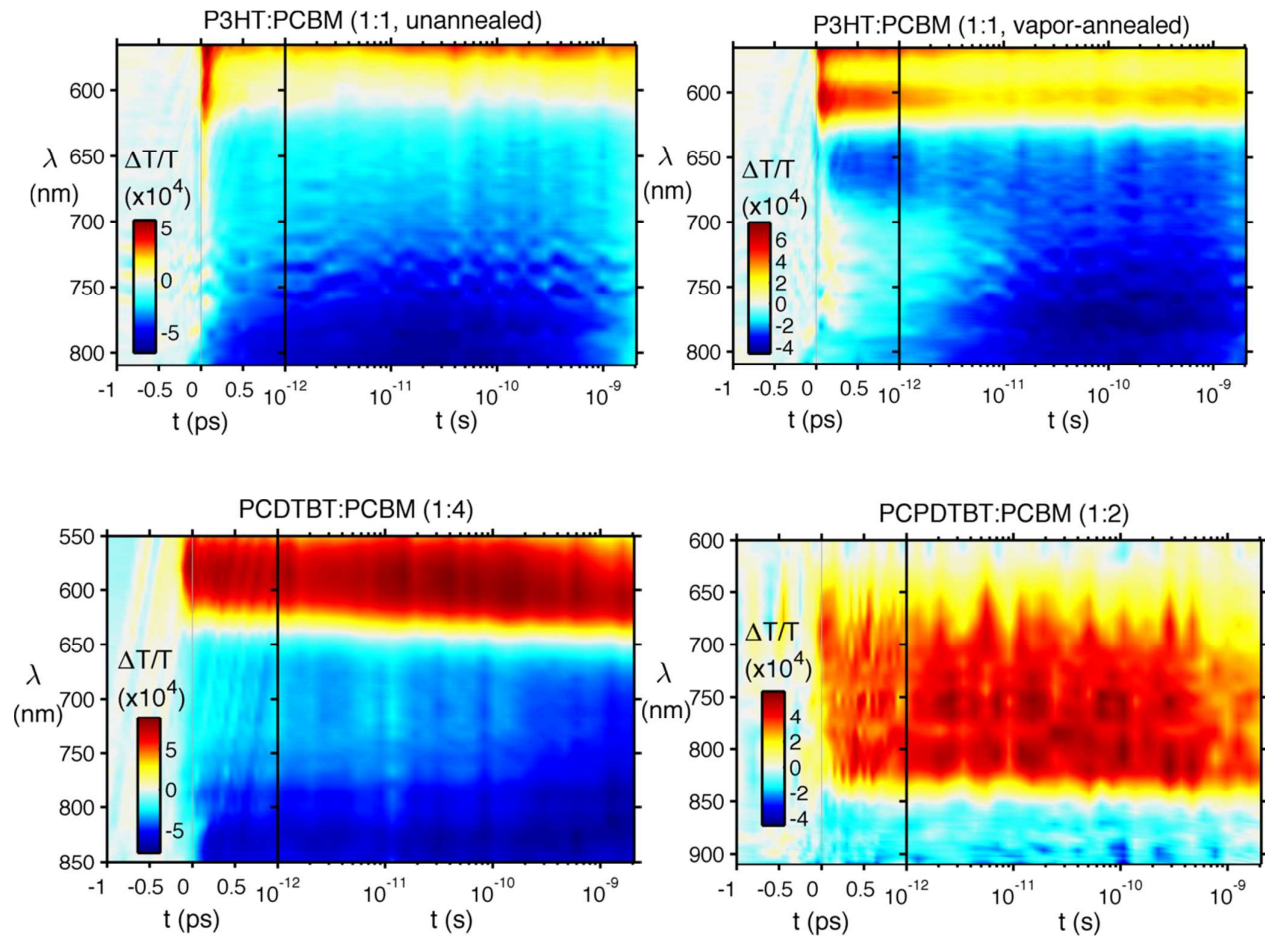 P3HT:PCBM (1:1, unannealed)
600
650
700
750
800
λ
(nm)
ΔT/T
(x10⁴)
5
0
-5
-1 -0.5 0 0.5 10⁻¹² 10⁻¹¹ 10⁻¹⁰ 10⁻⁹
t (ps) t (s)
P3HT:PCBM (1:1, vapor-annealed)
600
650
700
750
800
λ
(nm)
ΔT/T
(x10⁴)
6
4
2
0
-2
-4
-1 -0.5 0 0.5 10⁻¹² 10⁻¹¹ 10⁻¹⁰ 10⁻⁹
t (ps) t (s)
PCDTBT:PCBM (1:4)
550
600
650
700
750
800
850
λ
(nm)
ΔT/T
(x10⁴)
5
0
-5
-1 -0.5 0 0.5 10⁻¹² 10⁻¹¹ 10⁻¹⁰ 10⁻⁹
t (ps) t (s)
PCPDTBT:PCBM (1:2)
600
650
700
750
800
850
900
λ
(nm)
ΔT/T
(x10⁴)
4
2
0
-2
-4
-1 -0.5 0 0.5 10⁻¹² 10⁻¹¹ 10⁻¹⁰ 10⁻⁹
t (ps) t (s)